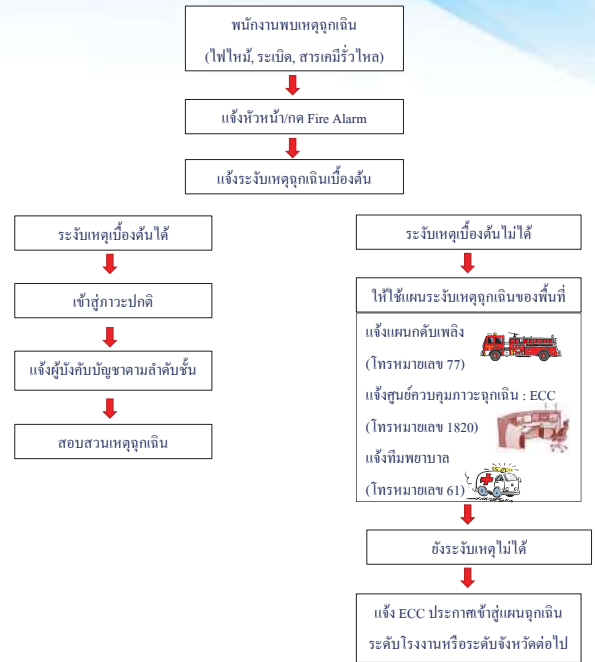 พนักงานพบเหตุฉุกเฉิน
(ไฟไหม้, ระเบิด, สารเคมีรั่วไหล)
แจ้งหัวหน้า/กด Fire Alarm
แจ้งระงับเหตุฉุกเฉินเบื้องต้น
ระงับเหตุเบื้องต้นได้
เข้าสู่ภาวะปกติ
แจ้งผู้บังคับบัญชาตามลำดับชั้น
สอบสวนเหตุฉุกเฉิน
ระงับเหตุเบื้องต้นไม่ได้
ให้ใช้แผนระงับเหตุฉุกเฉินของพื้นที่
แจ้งแผนกดับเพลิง
(โทรหมายเลข 77)
แจ้งศูนย์ควบคุมภาวะฉุกเฉิน : ECC
(โทรหมายเลข 1820)
แจ้งทีมพยาบาล
(โทรหมายเลข 61)
ยังระงับเหตุไม่ได้
แจ้ง ECC ประกาศเข้าสู่แผนฉุกเฉิน
ระดับโรงงานหรือระดับจังหวัดต่อไป